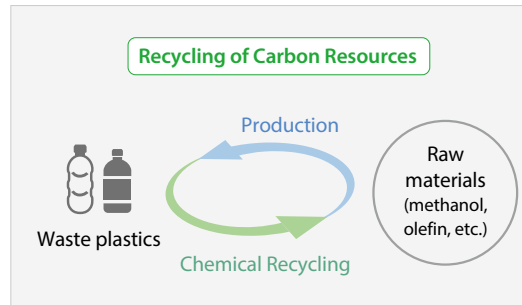 Recycling of Carbon Resources
Production
Raw
materials
(methanol,
olefin, etc.)
Waste plastics
Chemical Recycling